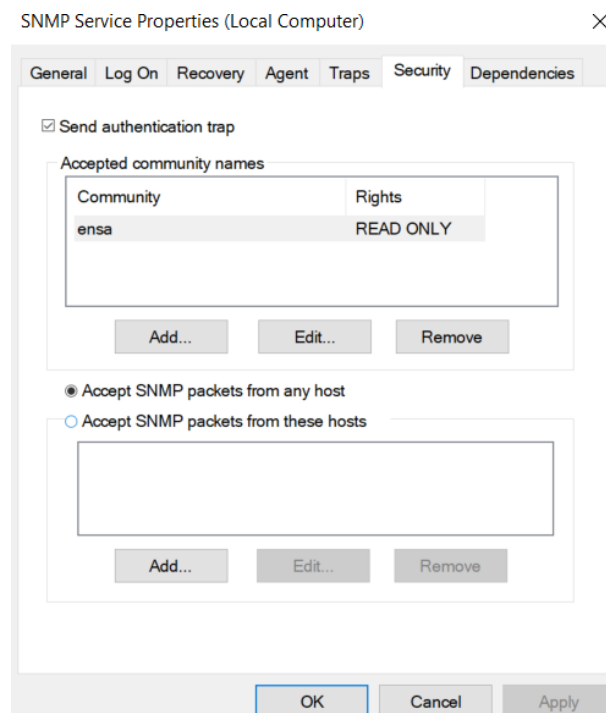 SNMP Service Properties (Local Computer)
General Log On Recovery Agent Traps Security Dependencies
Send authentication trap
Accepted community names
Community Rights
ensa READ ONLY
Add... Edit... Remove
Accept SNMP packets from any host
Accept SNMP packets from these hosts
Add... Edit... Remove
OK Cancel Apply